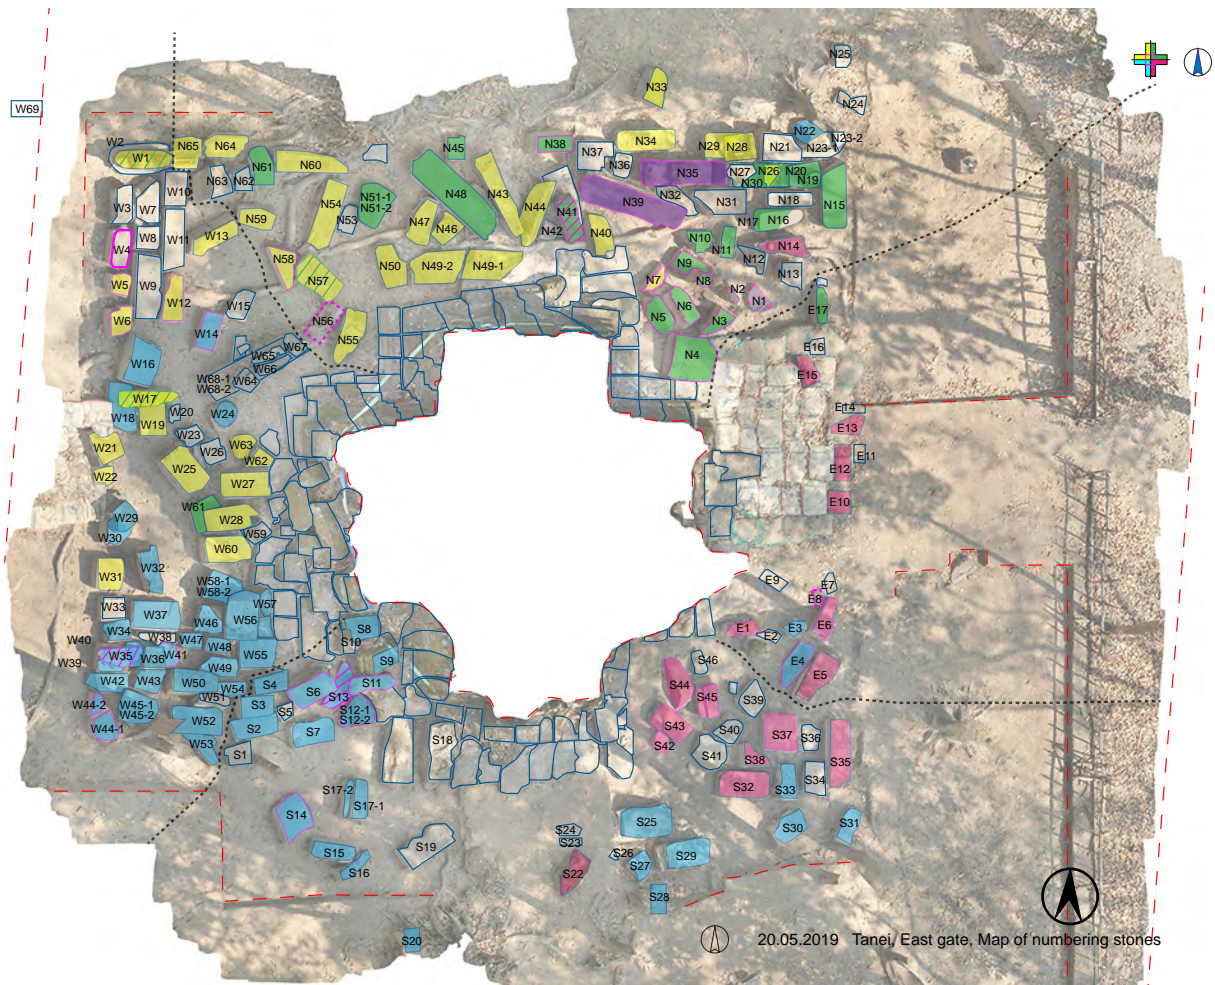 N25
N33
N24
W69
W2
N65
N64
N45
N38
N37
N34
N29
N28
N22
N21
N23-2
N23-1
W1
N61
N60
N36
N35
N27
N26
N20
N30
N19
W10
N63
N62
W3
W7
N54
N53
N51-1
N51-2
N48
N43
N44
N41
N42
N39
N32
N31
N18
N17
N16
N15
N59
N47
N46
N40
W4
W8
W11
W13
N10
N11
N14
N12
N58
N57
N50
N49-2
N49-1
N9
N8
N7
N13
W5
W9
W12
W15
N2
N1
N6
N5
N3
E17
W6
W14
N56
N55
N4
E16
W67
W65
W66
W16
W68-1
W68-2
W64
E15
W17
W18
W19
W20
W24
E14
E13
W23
W26
W21
W22
W25
N63
W62
W27
E11
E12
E10
W61
W28
W29
W30
W59
W60
W31
W32
W58-1
W58-2
E9
E7
E8
W33
W37
W57
W34
W46
W56
S8
S10
E1
E2
E3
E6
W40
W38
W47
W48
W39
W35
W36
W41
W55
S9
S46
E4
E5
W42
W43
W49
W50
W54
S4
S6
S13
S11
S44
S45
S39
W44-2
W45-1
W45-2
W51
S3
S5
S12-1
S12-2
W44-1
W52
S2
S7
S18
S43
S42
S40
S37
S36
W53
S1
S41
S38
S35
S17-2
S17-1
S32
S33
S34
S14
S25
S30
S31
S24
S23
S15
S19
S26
S27
S29
S16
S22
S28
S20
20.05.2019 Tanei, East gate, Map of numbering stones